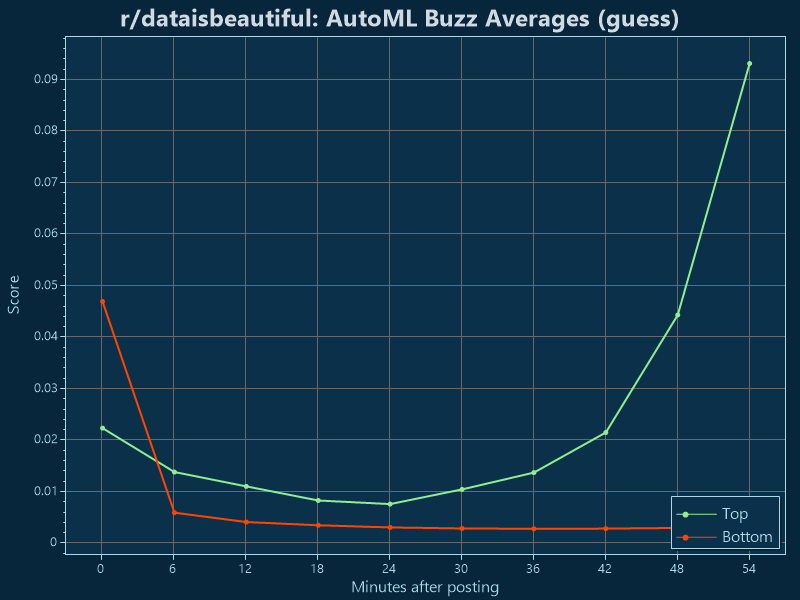 r/dataisbeautiful: AutoML Buzz Averages (guess)
0.09
0.08
0.07
0.06
0.05
0.04
0.03
0.02
0.01
0
Score
0 6 12 18 24 30 36 42 48 54
Minutes after posting
Top
Bottom